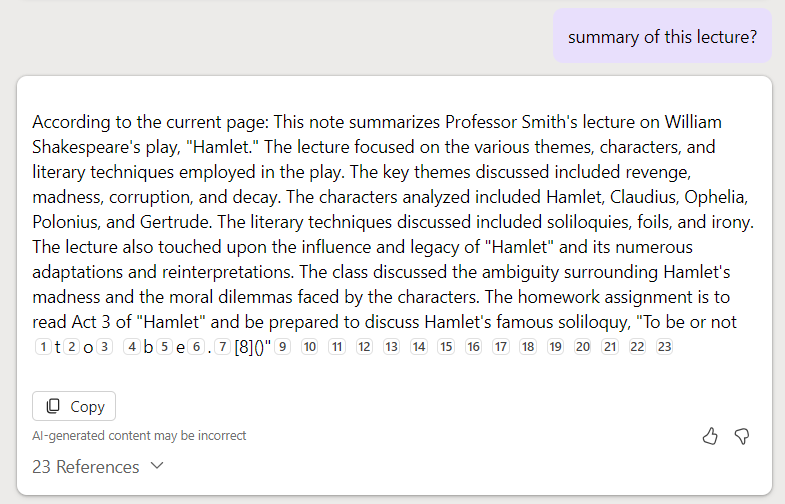 summary of this lecture?
According to the current page: This note summarizes Professor Smith's lecture on William
Shakespeare's play, "Hamlet." The lecture focused on the various themes, characters, and
literary techniques employed in the play. The key themes discussed included revenge,
madness, corruption, and decay. The characters analyzed included Hamlet, Claudius, Ophelia,
Polonius, and Gertrude. The literary techniques discussed included soliloquies, foils, and irony.
The lecture also touched upon the influence and legacy of "Hamlet" and its numerous
adaptations and reinterpretations. The class discussed the ambiguity surrounding Hamlet's
madness and the moral dilemmas faced by the characters. The homework assignment is to
read Act 3 of "Hamlet" and be prepared to discuss Hamlet's famous soliloquy, "To be or not
1 t 2 o 3 4 b 5 e 6 . 7 [8]()" 9 10 11 12 13 14 15 16 17 18 19 20 21 22 23
Copy
AI-generated content may be incorrect
23 References